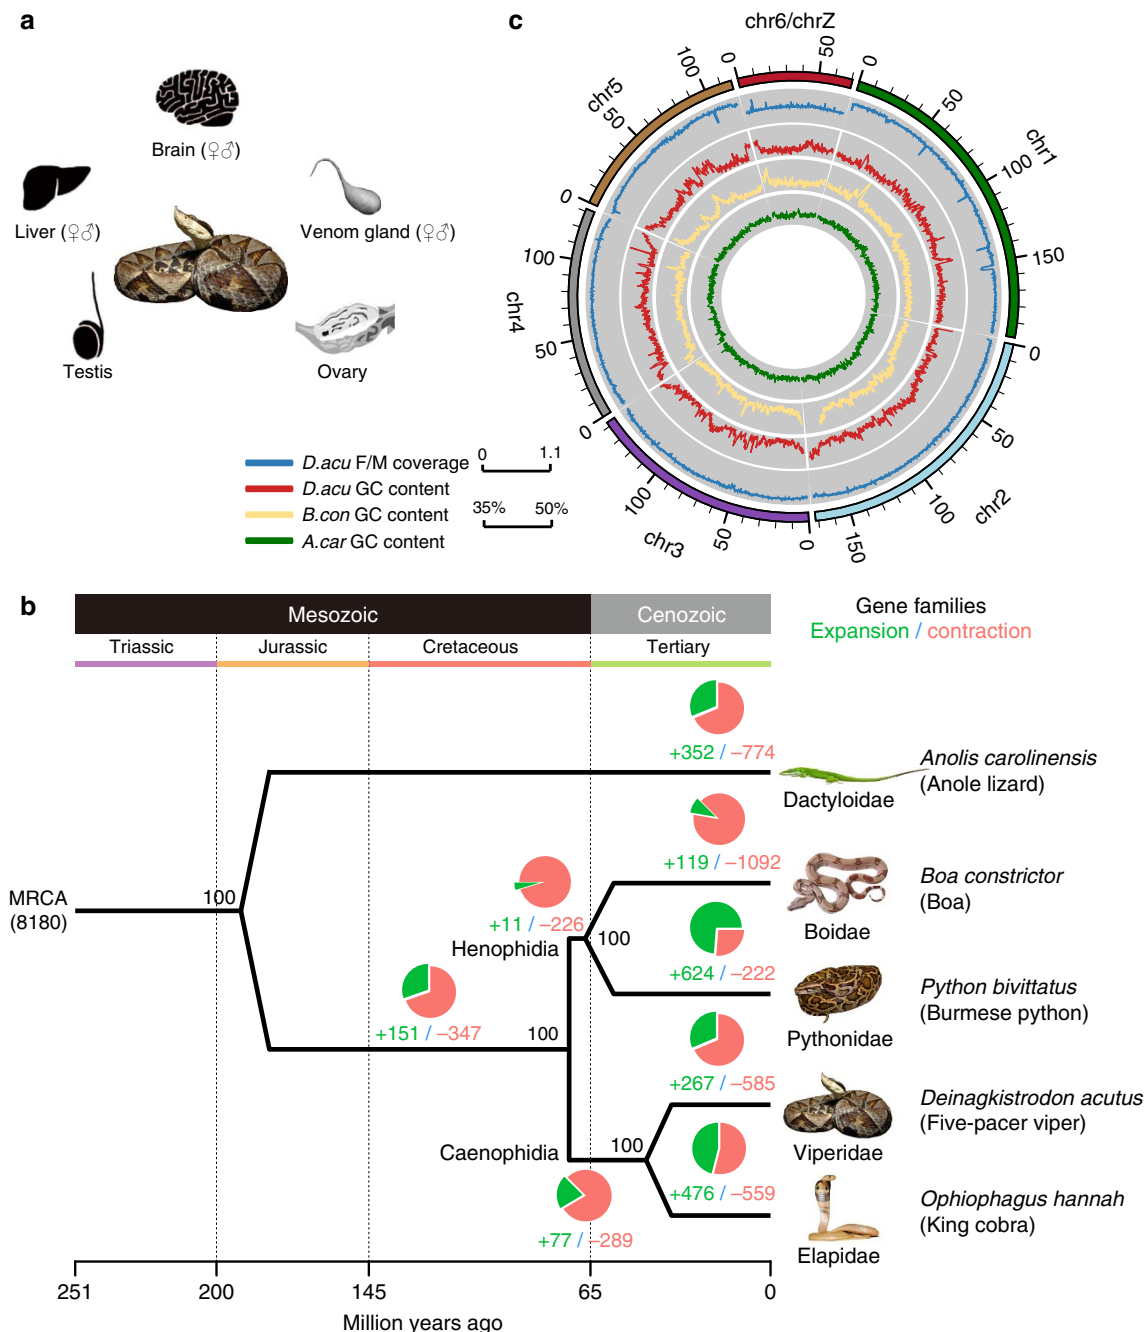 a
Brain (♀♂)
Liver (♀♂)
Venom gland (♀♂)
Testis
Ovary
D.acu F/M coverage
0 1.1
D.acu GC content
B.con GC content
35% 50%
A.car GC content
c
chr6/chrZ
0
50
chr1
0
50
100
150
chr2
0
50
100
150
chr3
0
50
100
chr4
0
50
100
chr5
0
50
100
b
Mesozoic
Cenozoic
Triassic
Jurassic
Cretaceous
Tertiary
Gene families
Expansion / contraction
+352 / −774
Dactyloidae
Anolis carolinensis
(Anole lizard)
+119 / −1092
Boidae
Boa constrictor
(Boa)
MRCA
(8180)
100
+11 / −226
Henophidia
100
+624 / −222
Pythonidae
Python bivittatus
(Burmese python)
+151 / −347
100
+267 / −585
Viperidae
Deinagkistrodon acutus
(Five-pacer viper)
Caenophidia
100
+476 / −559
Elapidae
Ophiophagus hannah
(King cobra)
+77 / −289
251 200 145 65 0
Million years ago